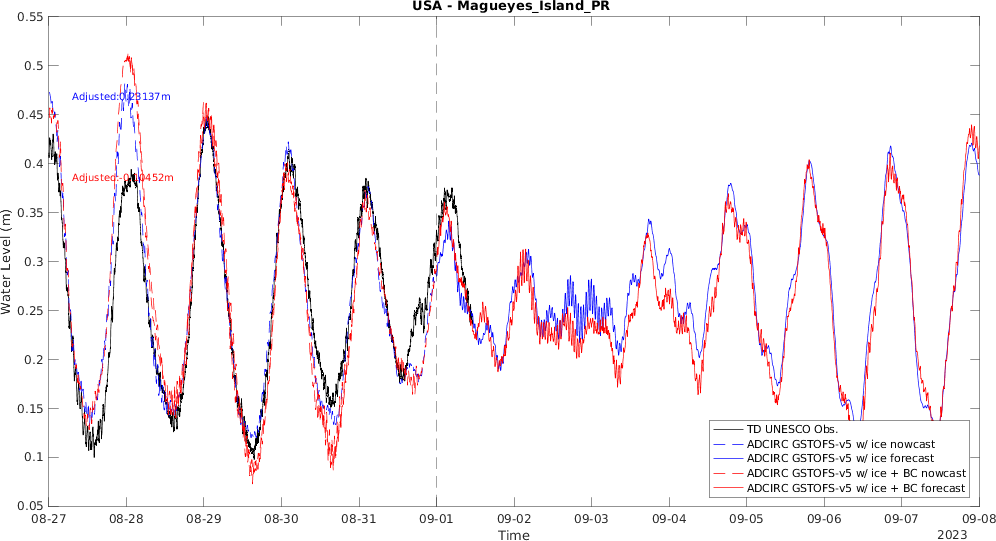 USA - Magueyes_Island_PR
0.55
0.5
0.45
0.4
0.35
0.3
0.25
0.2
0.15
0.1
0.05
Water Level (m)
Adjusted:0.23137m
TD UNESCO Obs.
ADCIRC GSTOFS-v5 w/ ice nowcast
ADCIRC GSTOFS-v5 w/ ice forecast
ADCIRC GSTOFS-v5 w/ ice + BC nowcast
ADCIRC GSTOFS-v5 w/ ice + BC forecast
08-27 08-28 08-29 08-30 08-31 09-01 09-02 09-03 09-04 09-05 09-06 09-07 09-08
Time
2023